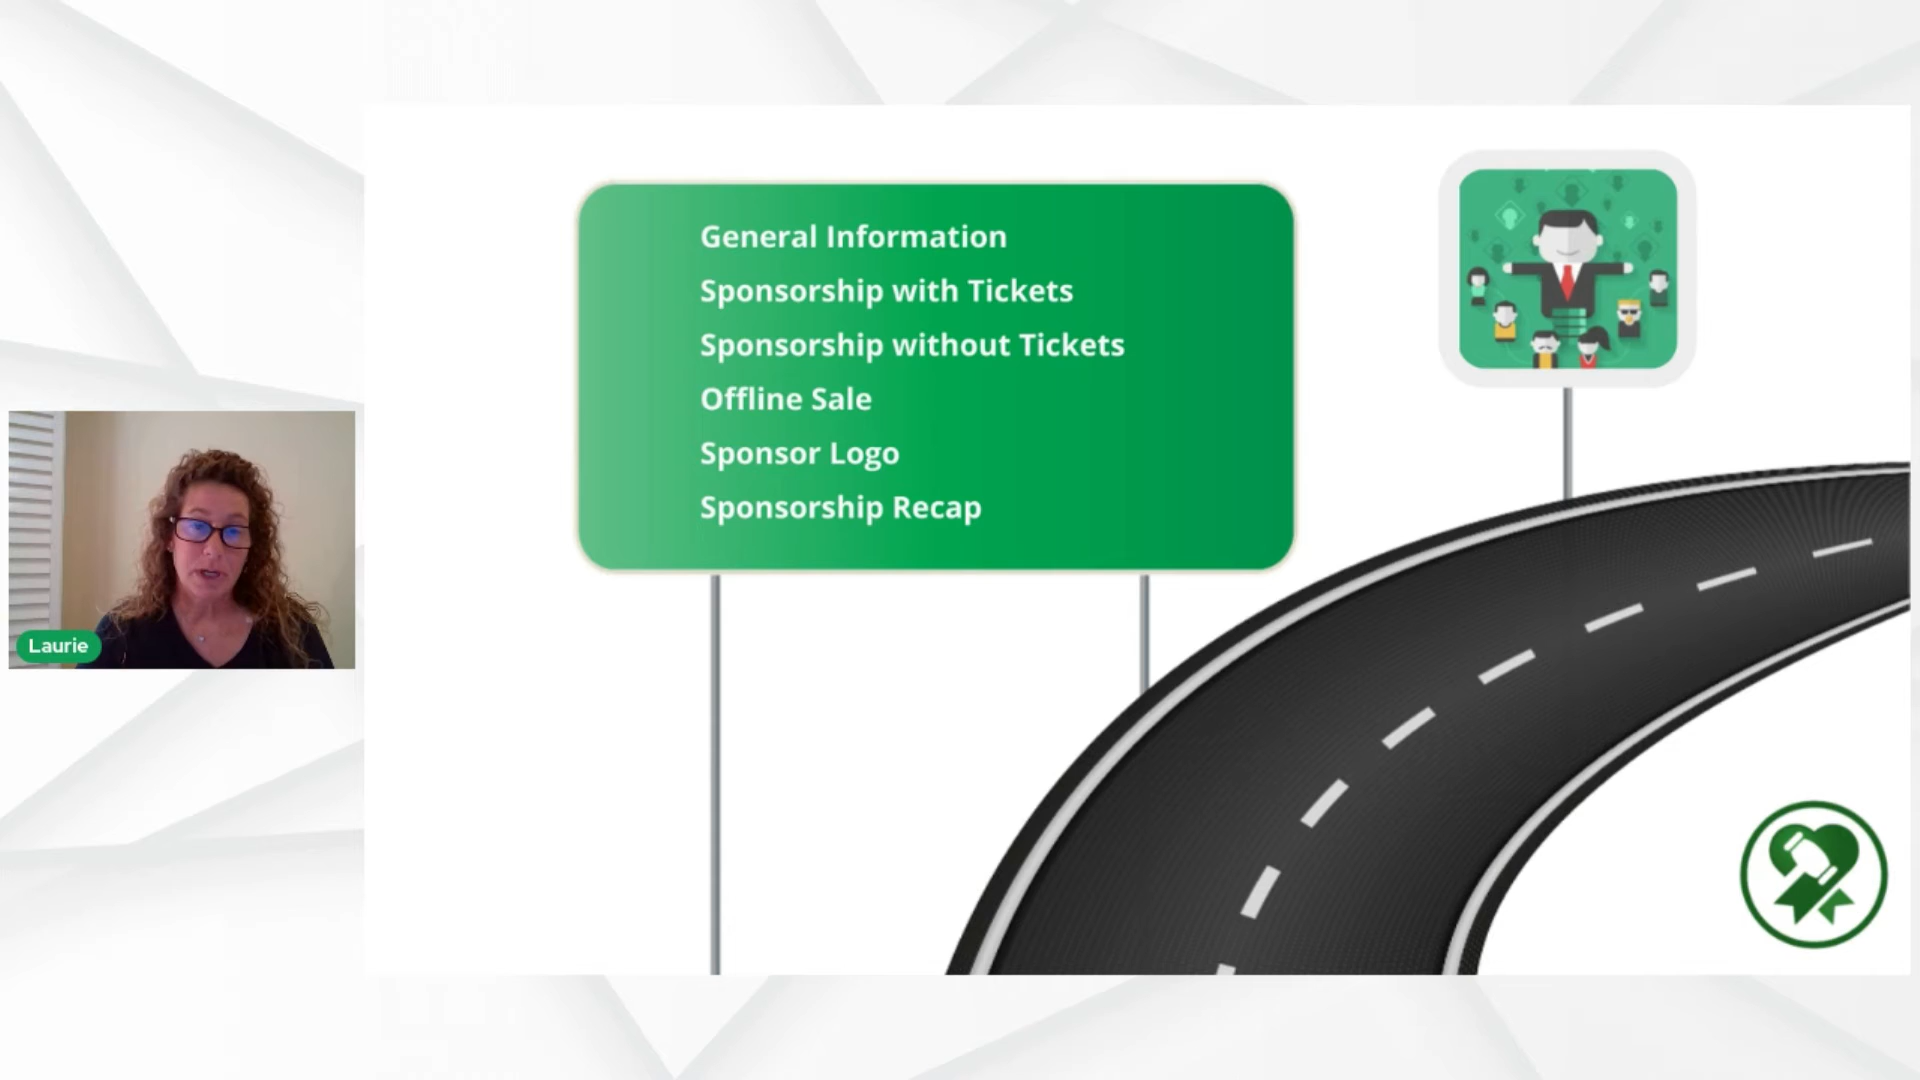 General Information
Sponsorship with Tickets
Sponsorship without Tickets
Offline Sale
Sponsor Logo
Sponsorship Recap
Laurie